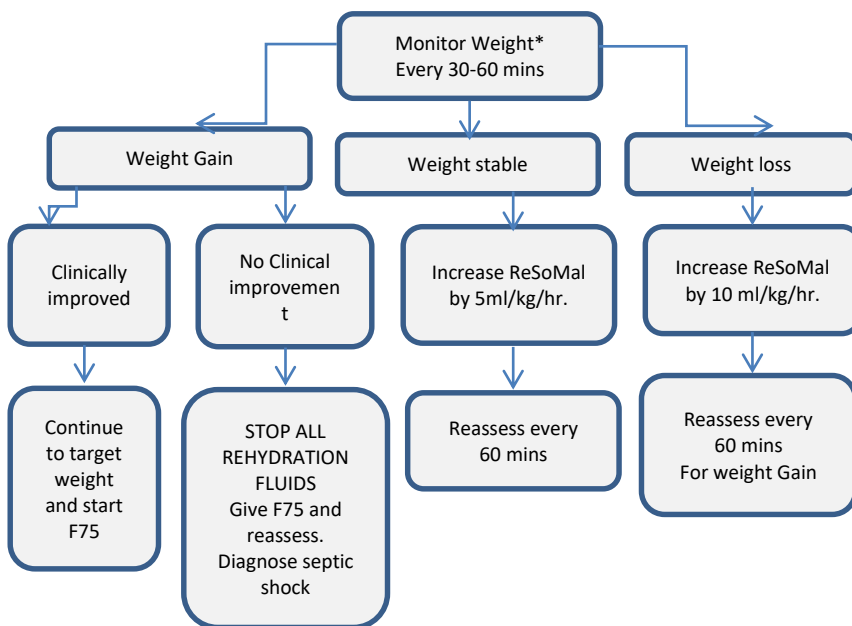 Monitor Weight*
Every 30-60 mins
Weight Gain
Weight stable
Weight loss
Clinically
improved
No Clinical
improvemen
t
Increase ReSoMal
by 5ml/kg/hr.
Increase ReSoMal
by 10 ml/kg/hr.
Continue
to target
weight
and start
F75
STOP ALL
REHYDRATION
FLUIDS
Give F75 and
reassess.
Diagnose septic
shock
Reassess every
60 mins
Reassess every
60 mins
For weight Gain